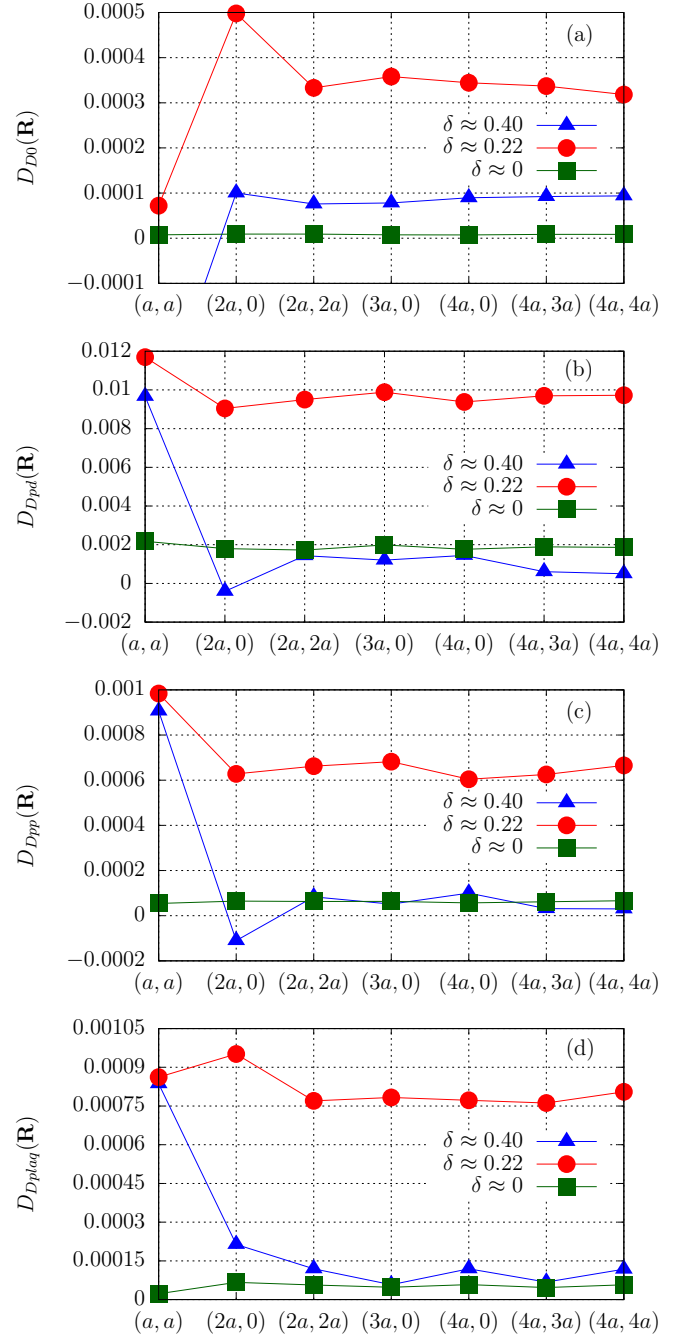 (a)
D_{D0}(R)
0.0005
0.0004
0.0003
0.0002
0.0001
0
−0.0001
δ ≈ 0.40
δ ≈ 0.22
δ ≈ 0
(a, a) (2a, 0) (2a, 2a) (3a, 0) (4a, 0) (4a, 3a) (4a, 4a)
(b)
D_{Dpd}(R)
0.012
0.01
0.008
0.006
0.004
0.002
0
−0.002
δ ≈ 0.40
δ ≈ 0.22
δ ≈ 0
(a, a) (2a, 0) (2a, 2a) (3a, 0) (4a, 0) (4a, 3a) (4a, 4a)
(c)
D_{Dpp}(R)
0.001
0.0008
0.0006
0.0004
0.0002
0
−0.0002
δ ≈ 0.40
δ ≈ 0.22
δ ≈ 0
(a, a) (2a, 0) (2a, 2a) (3a, 0) (4a, 0) (4a, 3a) (4a, 4a)
(d)
D_{Dplaq}(R)
0.00105
0.0009
0.00075
0.0006
0.00045
0.0003
0.00015
0
δ ≈ 0.40
δ ≈ 0.22
δ ≈ 0
(a, a) (2a, 0) (2a, 2a) (3a, 0) (4a, 0) (4a, 3a) (4a, 4a)